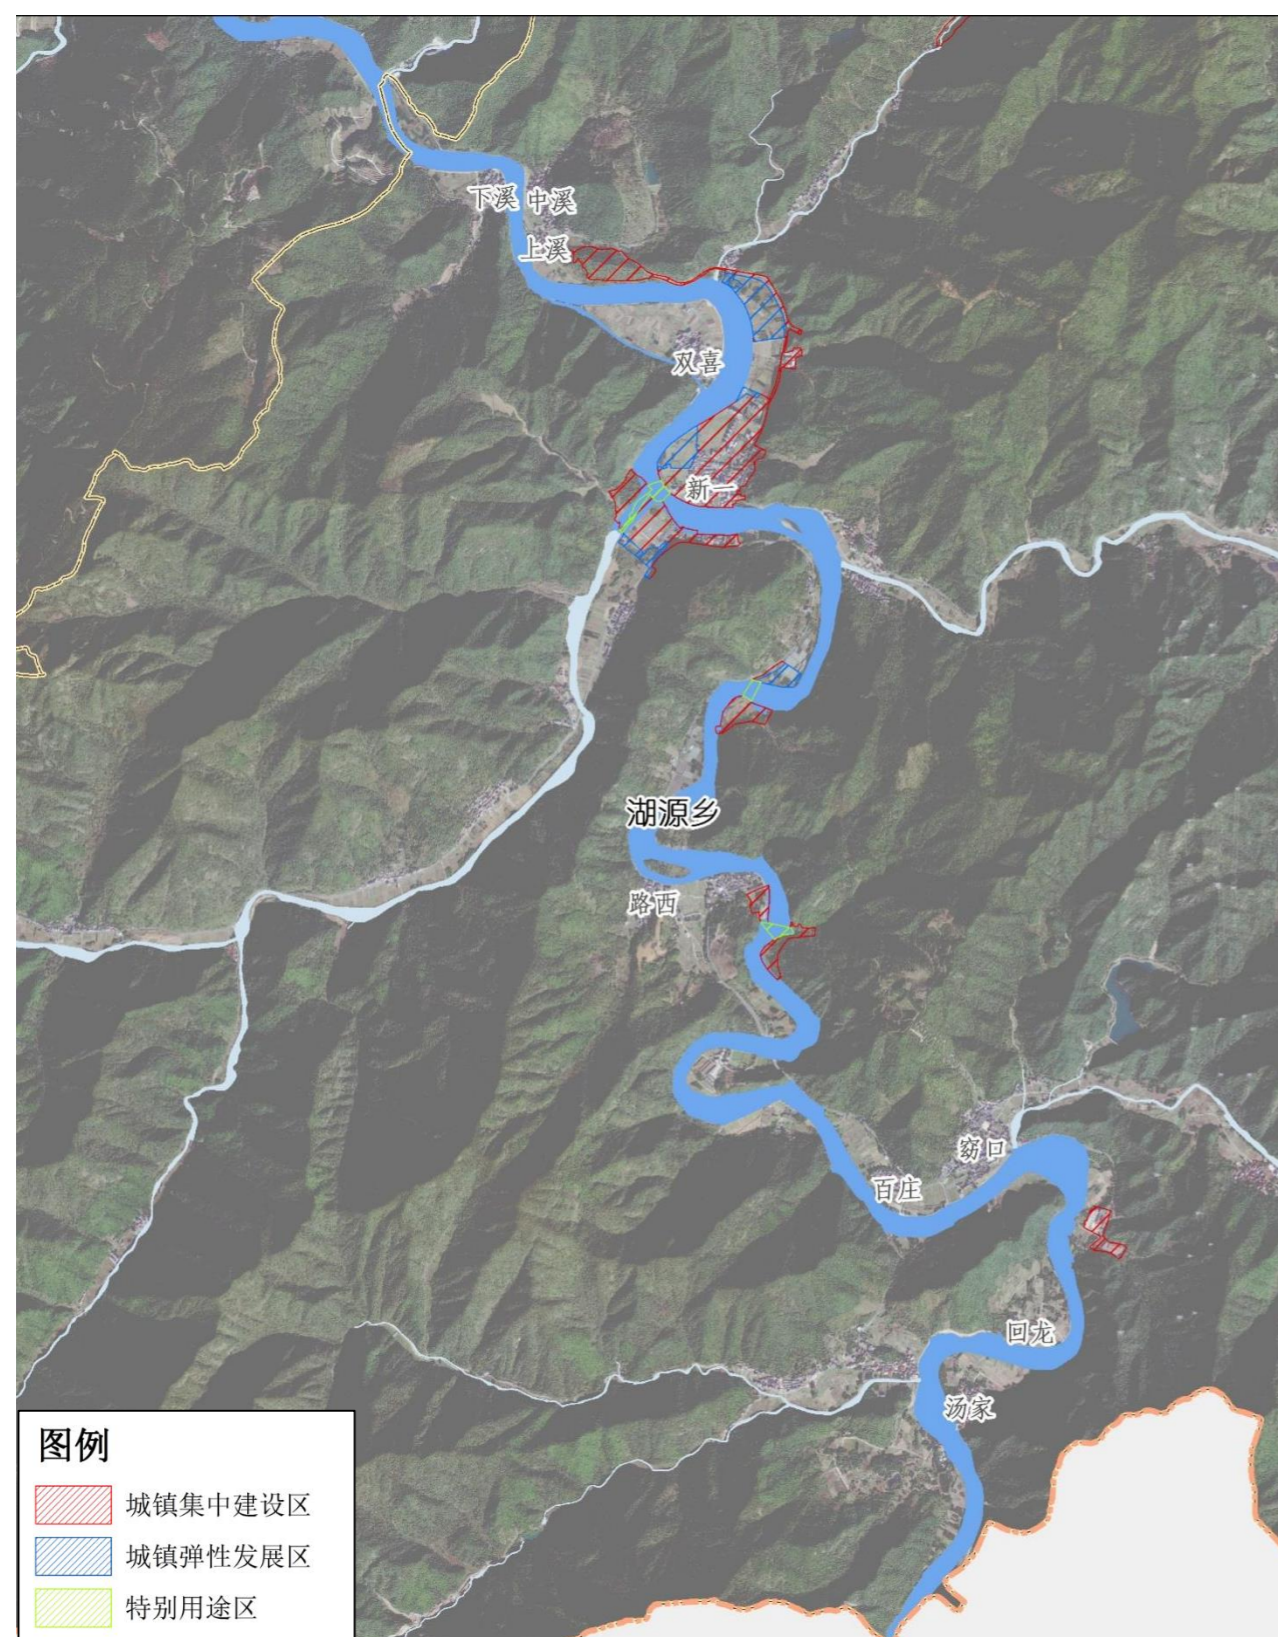 下溪
中溪
上溪
双喜
新一
湖源乡
路西
窈口
百庄
回龙
汤家
图例
城镇集中建设区
城镇弹性发展区
特别用途区